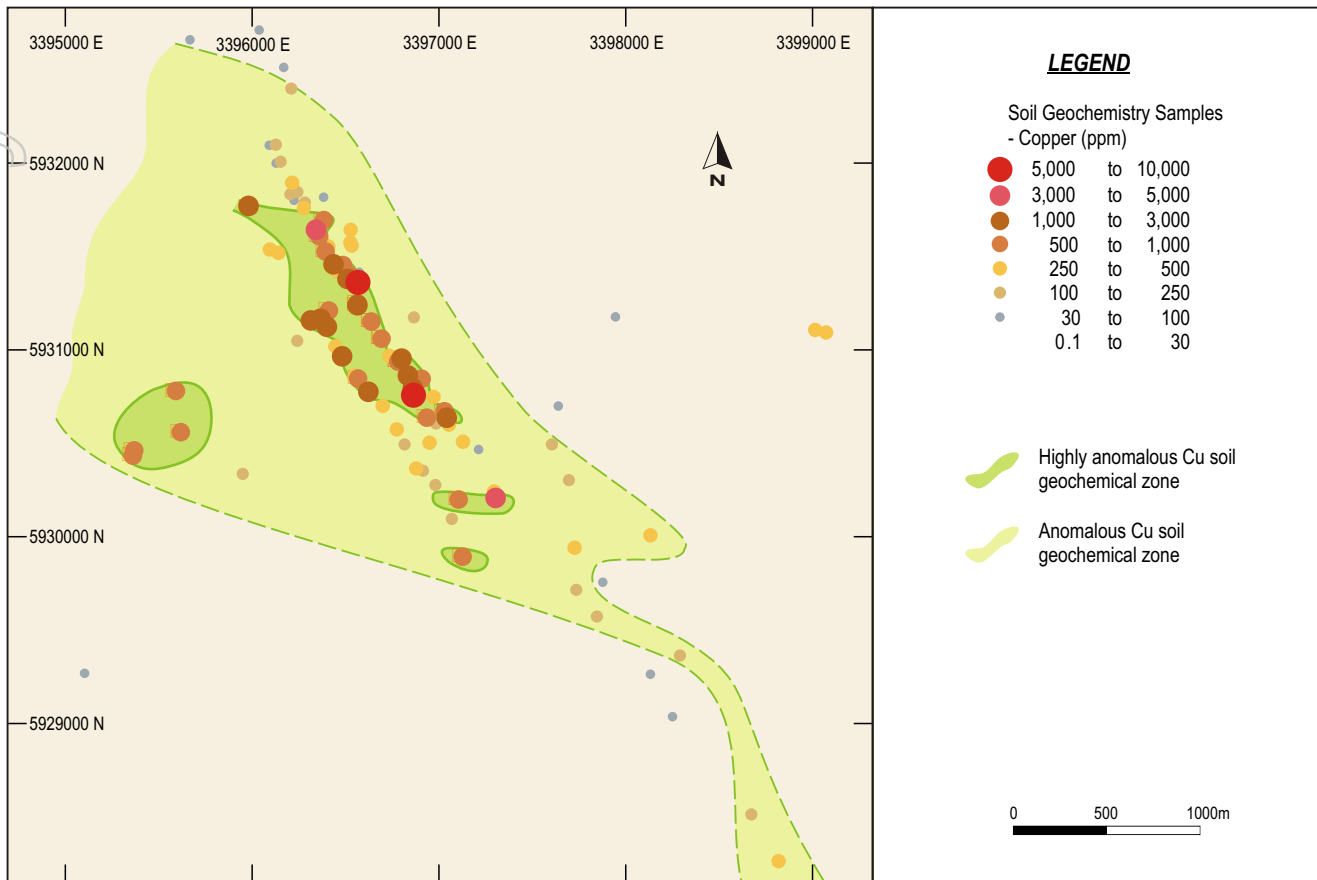 3395000 E
3396000 E
3397000 E
3398000 E
3399000 E
5932000 N
5931000 N
5930000 N
5929000 N
N
LEGEND
Soil Geochemistry Samples
- Copper (ppm)
5,000 to 10,000
3,000 to 5,000
1,000 to 3,000
500 to 1,000
250 to 500
100 to 250
30 to 100
0.1 to 30
Highly anomalous Cu soil
geochemical zone
Anomalous Cu soil
geochemical zone
0 500 1000m